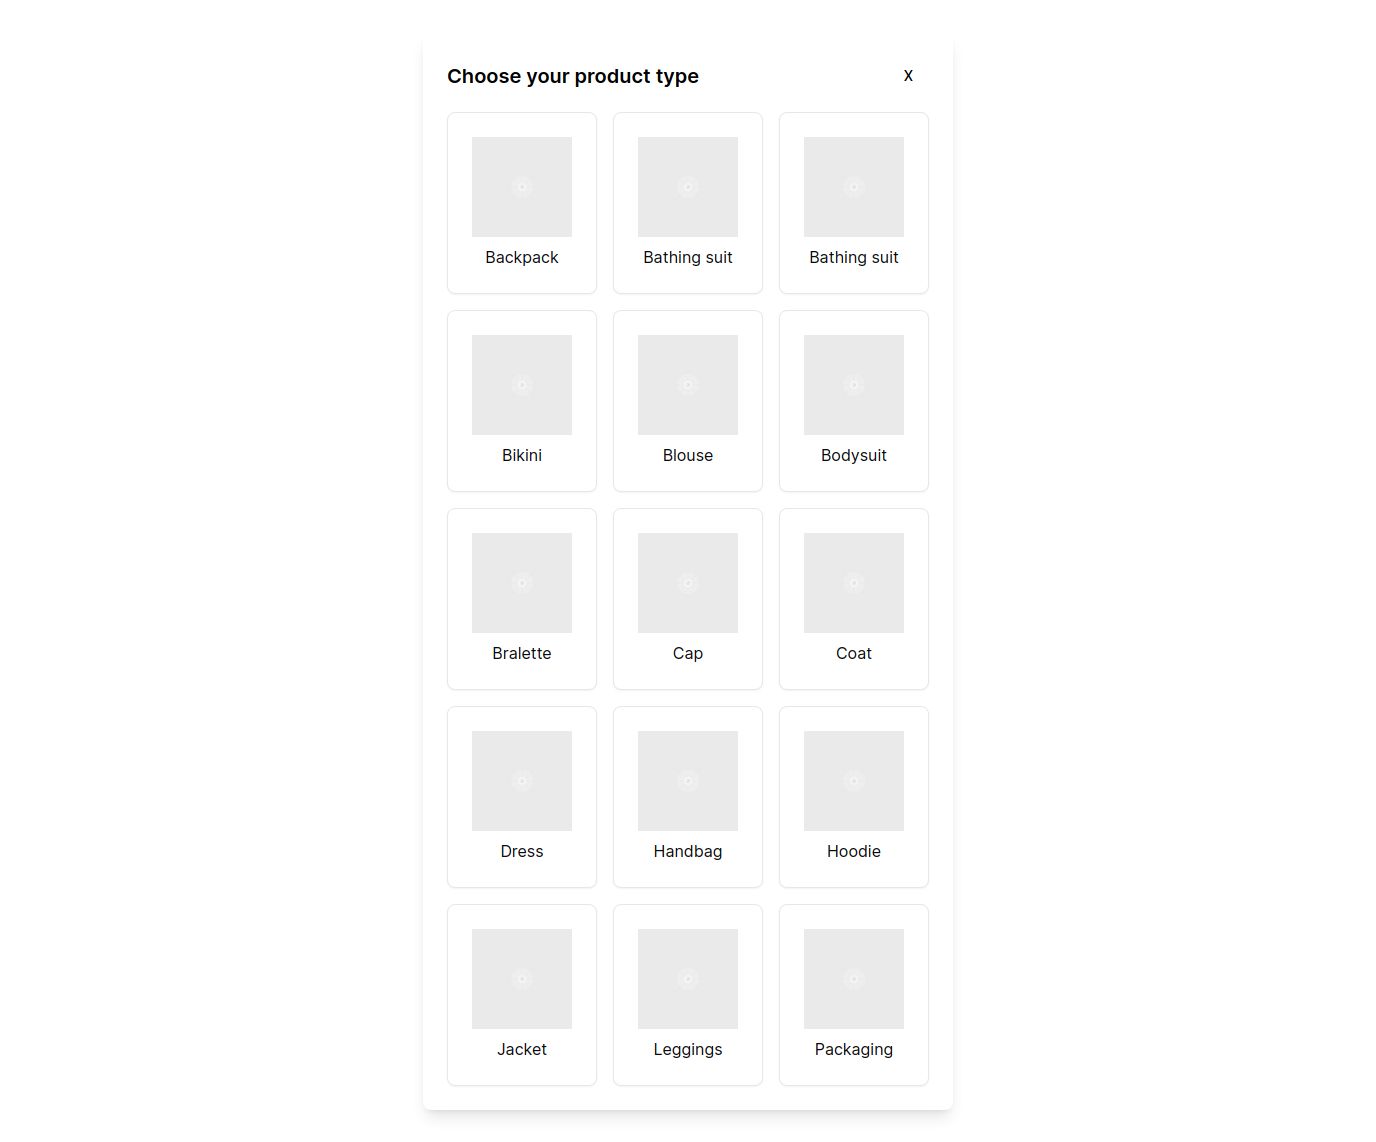 Choose your product type
X
Backpack
Bathing suit
Bathing suit
Bikini
Blouse
Bodysuit
Bralette
Cap
Coat
Dress
Handbag
Hoodie
Jacket
Leggings
Packaging